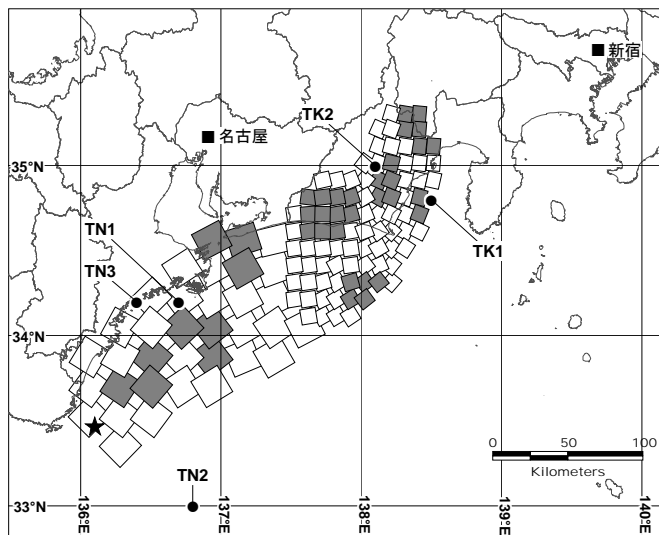 ■ 新宿
TK2
■ 名古屋
35°N
TN1
TK1
TN3
34°N
0 50 100
Kilometers
TN2
33°N
136°E
137°E
138°E
139°E
140°E